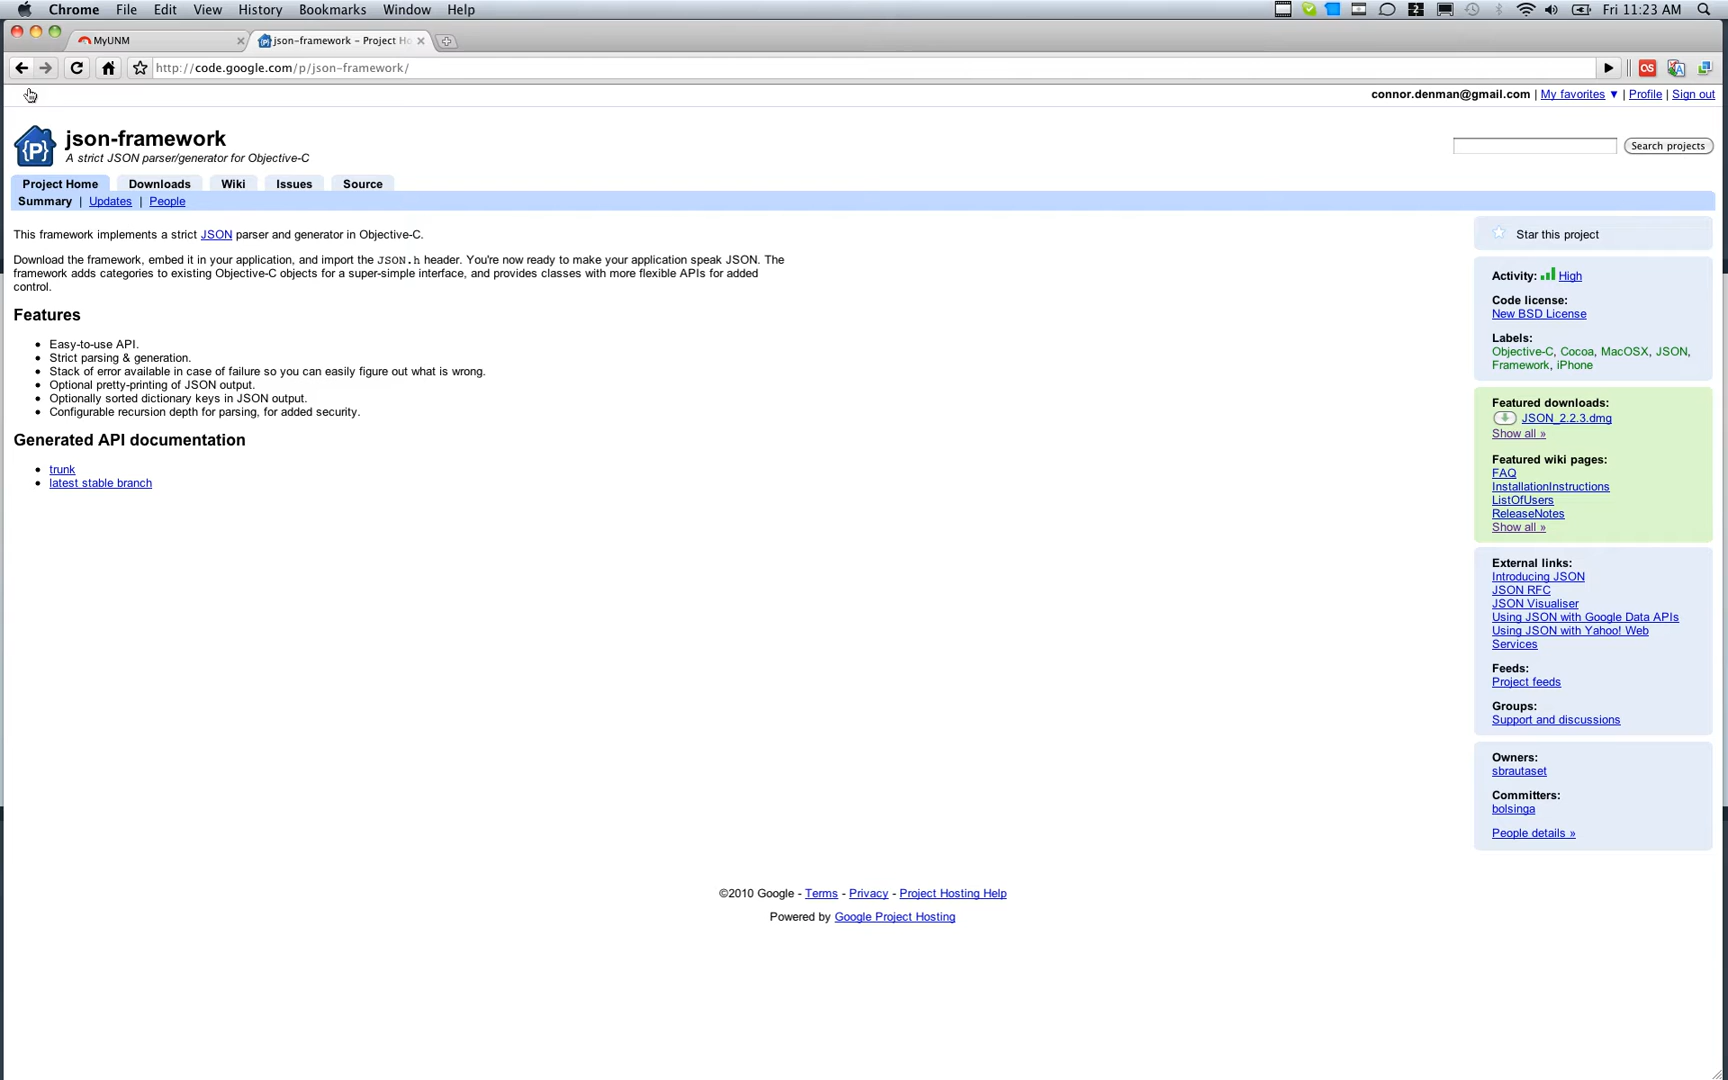 Chrome File Edit View History Bookmarks Window Help 2 Fri 11:23 AM
MyUNM json-framework – Project Ho
http://code.google.com/p/json-framework/ os
connor.denman@gmail.com | My favorites ▼ | Profile | Sign out
{P} json-framework
A strict JSON parser/generator for Objective-C
Search projects
Project Home Downloads Wiki Issues Source
Summary | Updates | People
This framework implements a strict JSON parser and generator in Objective-C.
Download the framework, embed it in your application, and import the JSON.h header. You're now ready to make your application speak JSON. The
framework adds categories to existing Objective-C objects for a super-simple interface, and provides classes with more flexible APIs for added
control.
Features
• Easy-to-use API.
• Strict parsing & generation.
• Stack of error available in case of failure so you can easily figure out what is wrong.
• Optional pretty-printing of JSON output.
• Optionally sorted dictionary keys in JSON output.
• Configurable recursion depth for parsing, for added security.
Generated API documentation
• trunk
• latest stable branch
Star this project
Activity: High
Code license:
New BSD License
Labels:
Objective-C, Cocoa, MacOSX, JSON,
Framework, iPhone
Featured downloads:
JSON_2.2.3.dmg
Show all »
Featured wiki pages:
FAQ
InstallationInstructions
ListOfUsers
ReleaseNotes
Show all »
External links:
Introducing JSON
JSON RFC
JSON Visualiser
Using JSON with Google Data APIs
Using JSON with Yahoo! Web
Services
Feeds:
Project feeds
Groups:
Support and discussions
Owners:
sbrautaset
Committers:
bolsinga
People details »
©2010 Google - Terms - Privacy - Project Hosting Help
Powered by Google Project Hosting